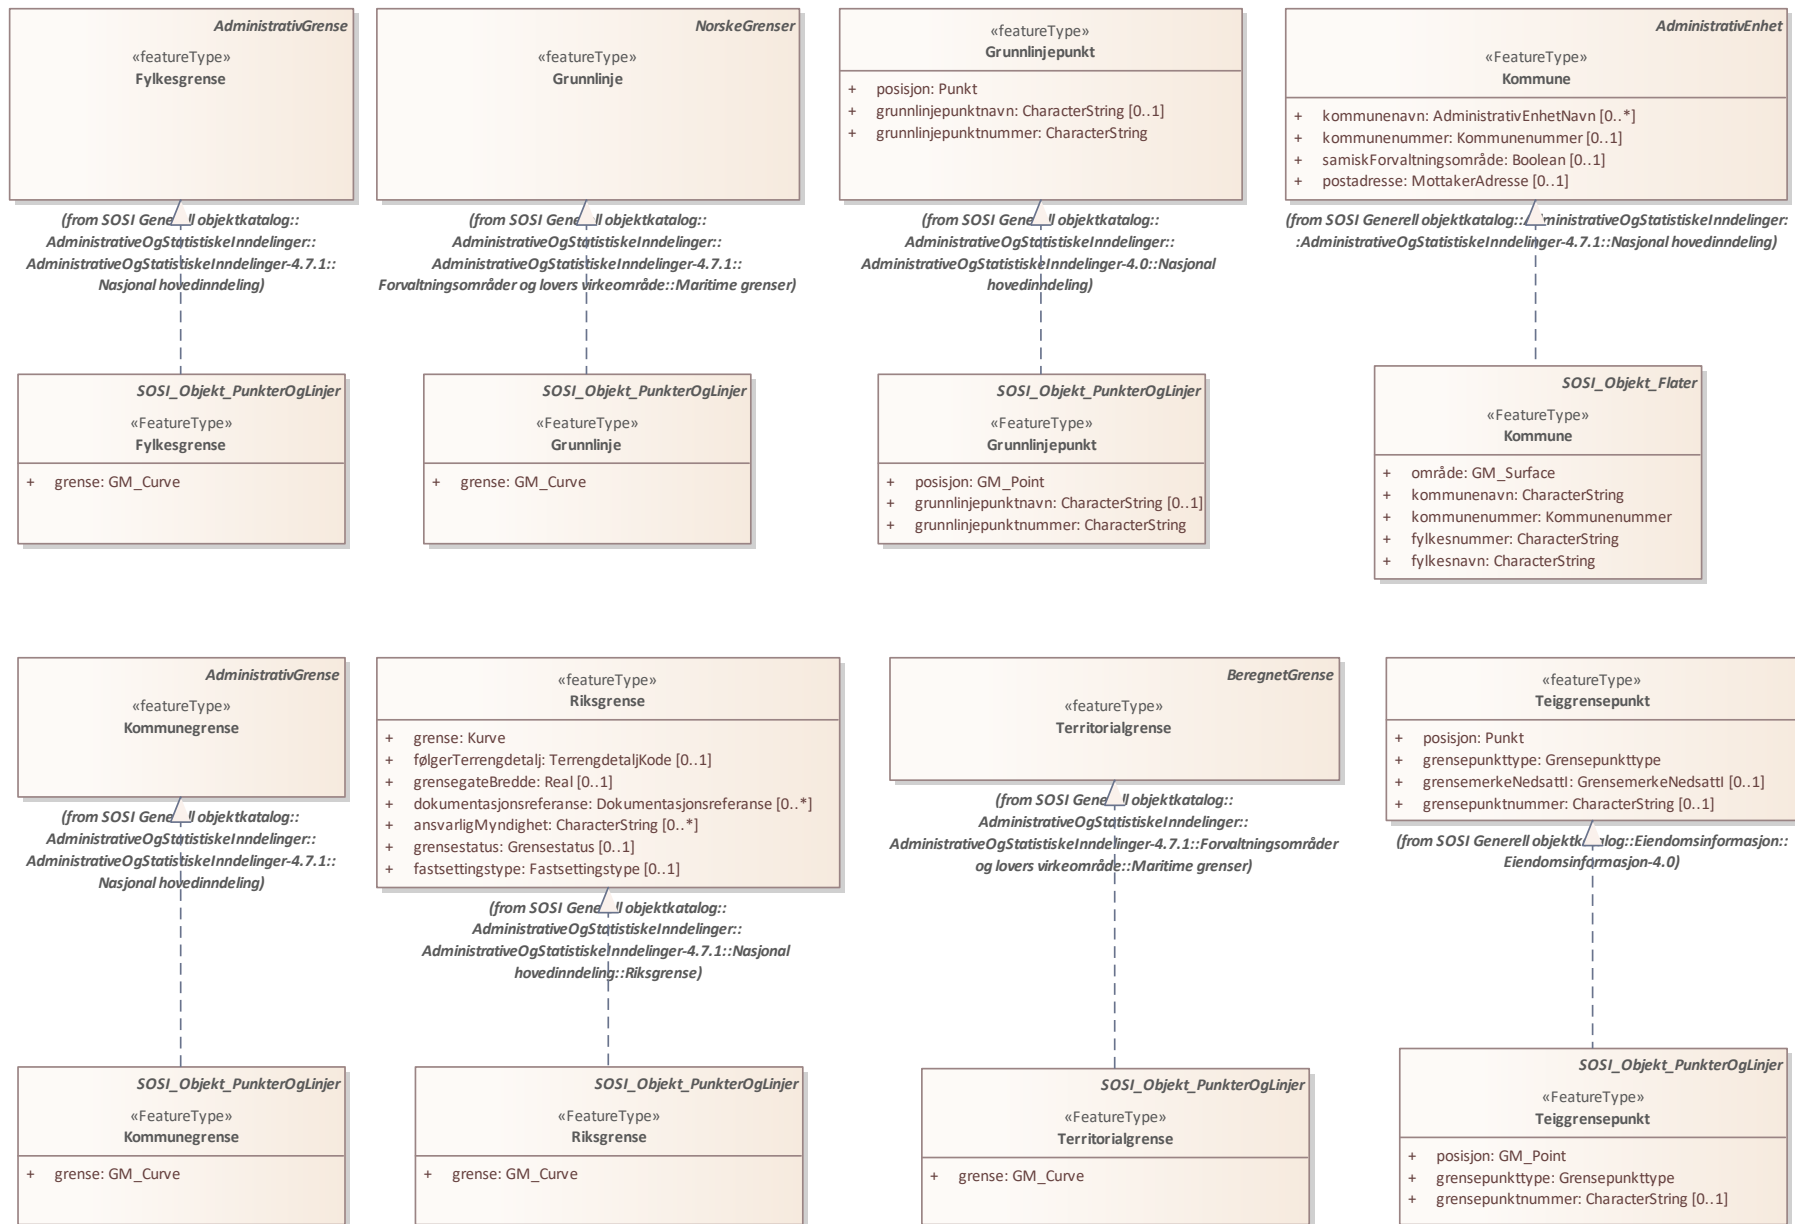 AdministrativGrense
«featureType»
Fylkesgrense
(from SOSI Generell objektkatalog::
AdministrativeOgStatistiskeInndelinger::
AdministrativeOgStatistiskeInndelinger-4.7.1::
Nasjonal hovedinndeling)
NorskeGrenser
«featureType»
Grunnlinje
(from SOSI Generell objektkatalog::
AdministrativeOgStatistiskeInndelinger::
AdministrativeOgStatistiskeInndelinger-4.7.1::
Forvaltningsområder og lovers virkeområde::Maritime grenser)
«featureType»
Grunnlinjepunkt
+ posisjon: Punkt
+ grunnlinjepunktnavn: CharacterString [0..1]
+ grunnlinjepunktnummer: CharacterString
(from SOSI Generell objektkatalog::
AdministrativeOgStatistiskeInndelinger::
AdministrativeOgStatistiskeInndelinger-4.0::Nasjonal
hovedinndeling)
AdministrativEnhet
«FeatureType»
Kommune
+ kommunenavn: AdministrativEnhetNavn [0..*]
+ kommunenummer: Kommunenummer [0..1]
+ samiskForvaltningsområde: Boolean [0..1]
+ postadresse: MottakerAdresse [0..1]
(from SOSI Generell objektkatalog::AdministrativeOgStatistiskeInndelinger:
:AdministrativeOgStatistiskeInndelinger-4.7.1::Nasjonal hovedinndeling)
SOSI_Objekt_PunkterOgLinjer
«FeatureType»
Fylkesgrense
+ grense: GM_Curve
SOSI_Objekt_PunkterOgLinjer
«FeatureType»
Grunnlinje
+ grense: GM_Curve
SOSI_Objekt_PunkterOgLinjer
«FeatureType»
Grunnlinjepunkt
+ posisjon: GM_Point
+ grunnlinjepunktnavn: CharacterString [0..1]
+ grunnlinjepunktnummer: CharacterString
SOSI_Objekt_Flater
«FeatureType»
Kommune
+ område: GM_Surface
+ kommunenavn: CharacterString
+ kommunenummer: Kommunenummer
+ fylkesnummer: CharacterString
+ fylkesnavn: CharacterString
AdministrativGrense
«featureType»
Kommunegrense
(from SOSI Generell objektkatalog::
AdministrativeOgStatistiskeInndelinger::
AdministrativeOgStatistiskeInndelinger-4.7.1::
Nasjonal hovedinndeling)
«featureType»
Riksgrense
+ grense: Kurve
+ følgerTerrengdetalj: TerrengdetaljKode [0..1]
+ grensegateBredde: Real [0..1]
+ dokumentasjonsreferanse: Dokumentasjonsreferanse [0..*]
+ ansvarligMyndighet: CharacterString [0..*]
+ grensestatus: Grensestatus [0..1]
+ fastsettingstype: Fastsettingstype [0..1]
(from SOSI Generell objektkatalog::
AdministrativeOgStatistiskeInndelinger::
AdministrativeOgStatistiskeInndelinger-4.7.1::Nasjonal
hovedinndeling::Riksgrense)
BeregnetGrense
«featureType»
Territorialgrense
(from SOSI Generell objektkatalog::
AdministrativeOgStatistiskeInndelinger::
AdministrativeOgStatistiskeInndelinger-4.7.1::Forvaltningsområder
og lovers virkeområde::Maritime grenser)
«featureType»
Teiggrensepunkt
+ posisjon: Punkt
+ grensepunkttype: Grensepunkttype
+ grensemerkeNedsattI: GrensemerkeNedsattI [0..1]
+ grensepunktnummer: CharacterString [0..1]
(from SOSI Generell objektkatalog::Eiendomsinformasjon::
Eiendomsinformasjon-4.0)
SOSI_Objekt_PunkterOgLinjer
«FeatureType»
Kommunegrense
+ grense: GM_Curve
SOSI_Objekt_PunkterOgLinjer
«FeatureType»
Riksgrense
+ grense: GM_Curve
SOSI_Objekt_PunkterOgLinjer
«FeatureType»
Territorialgrense
+ grense: GM_Curve
SOSI_Objekt_PunkterOgLinjer
«FeatureType»
Teiggrensepunkt
+ posisjon: GM_Point
+ grensepunkttype: Grensepunkttype
+ grensepunktnummer: CharacterString [0..1]